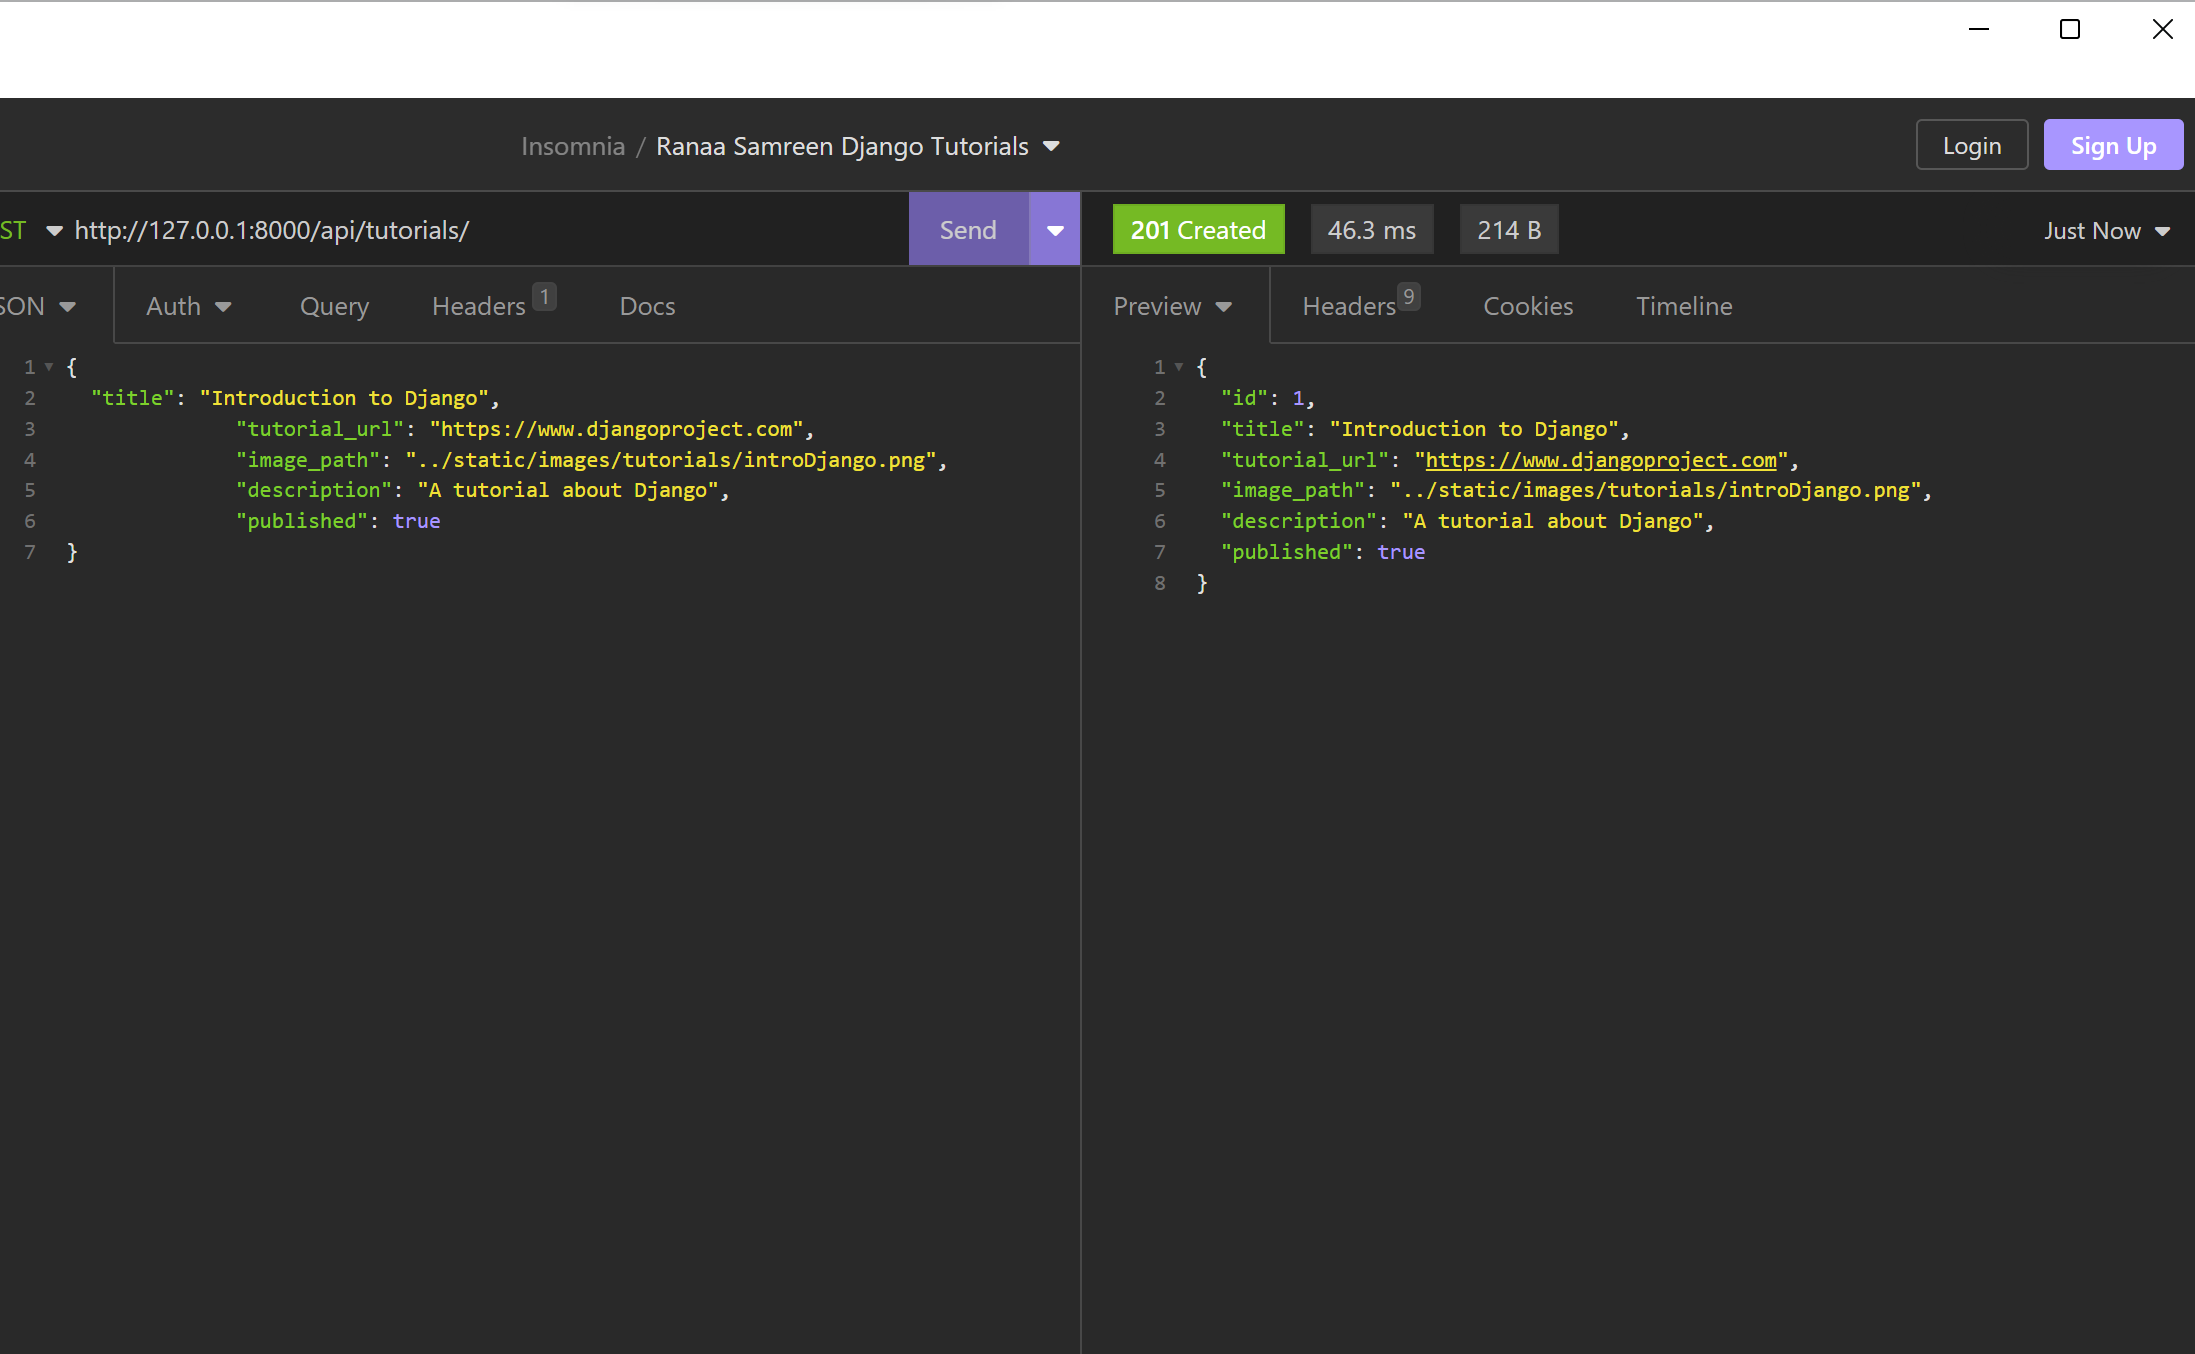 Insomnia / Ranaa Samreen Django Tutorials
Login
Sign Up
ST http://127.0.0.1:8000/api/tutorials/
Send
201 Created 46.3 ms 214 B
Just Now
SON Auth Query Headers 1 Docs
Preview Headers 9 Cookies Timeline
1 {
2 "title": "Introduction to Django",
3 "tutorial_url": "https://www.djangoproject.com",
4 "image_path": "../static/images/tutorials/introDjango.png",
5 "description": "A tutorial about Django",
6 "published": true
7 }
1 {
2 "id": 1,
3 "title": "Introduction to Django",
4 "tutorial_url": "https://www.djangoproject.com",
5 "image_path": "../static/images/tutorials/introDjango.png",
6 "description": "A tutorial about Django",
7 "published": true
8 }